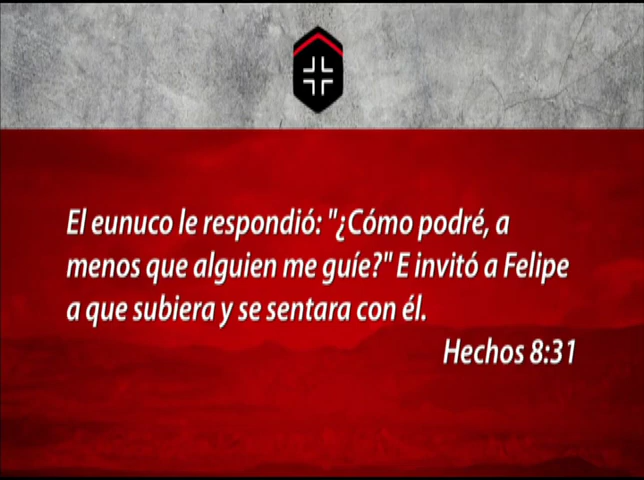 El eunuco le respondió: "¿Cómo podré, a
menos que alguien me guíe?" E invitó a Felipe
a que subiera y se sentara con él.
Hechos 8:31